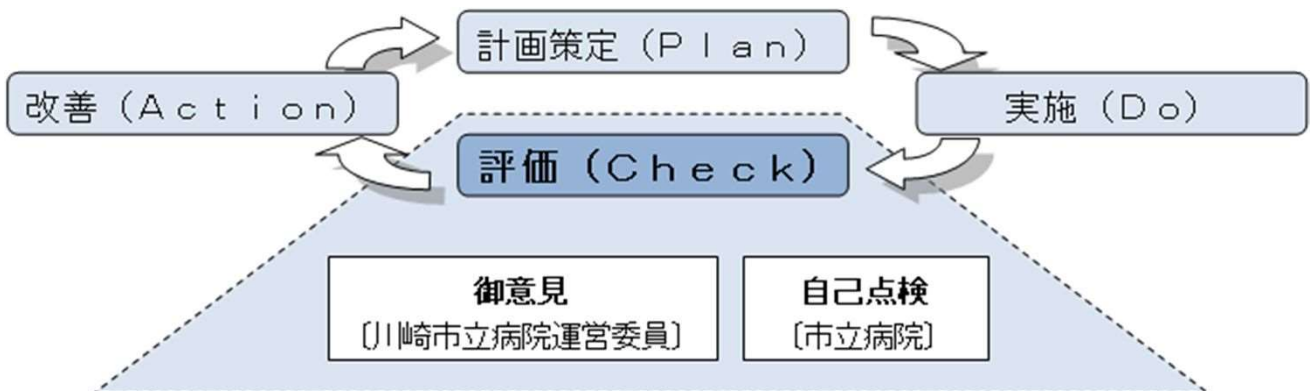 計画策定（Ｐｌａｎ）
改善（Ａｃｔｉｏｎ）
実施（Ｄｏ）
評価（Ｃｈｅｃｋ）
御意見
〔川崎市立病院運営委員〕
自己点検
〔市立病院〕